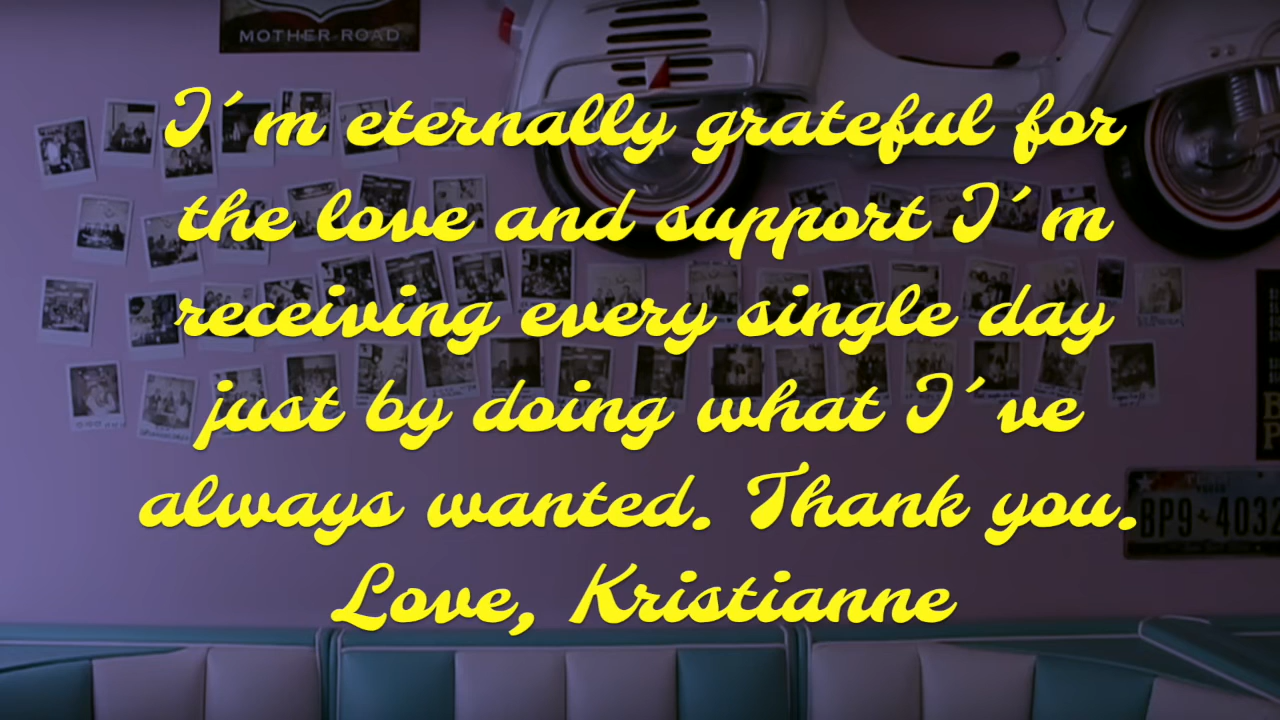 MOTHER ROAD
I´m eternally grateful for
the love and support I´m
receiving every single day
just by doing what I´ve
always wanted. Thank you.
Love, Kristianne
BP9 403